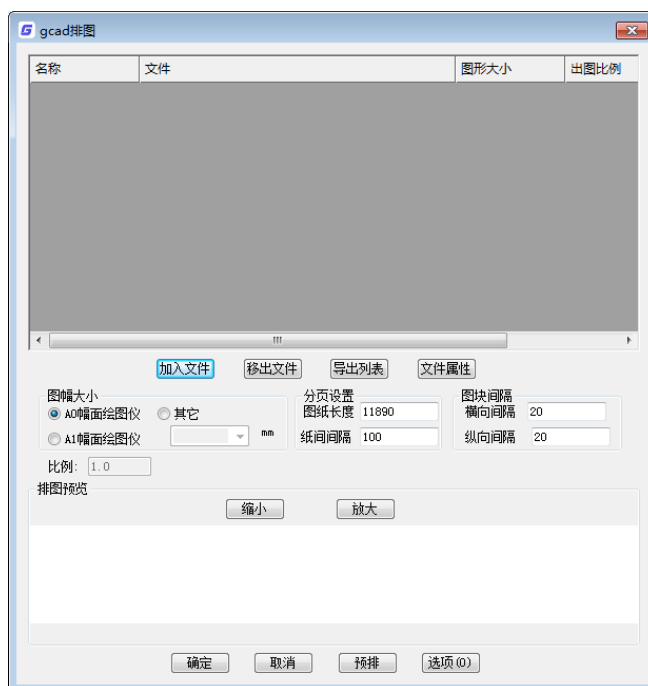 gcad排图
名称 文件 图形大小 出图比例
加入文件 移出文件 导出列表 文件属性
图幅大小 分页设置 图块间隔
A0幅面绘图仪 其它 图纸长度 11890 横向间隔 20
A1幅面绘图仪 mm 纸间间隔 100 纵向间隔 20
比例: 1.0
排图预览
缩小 放大
确定 取消 预排 选项(O)